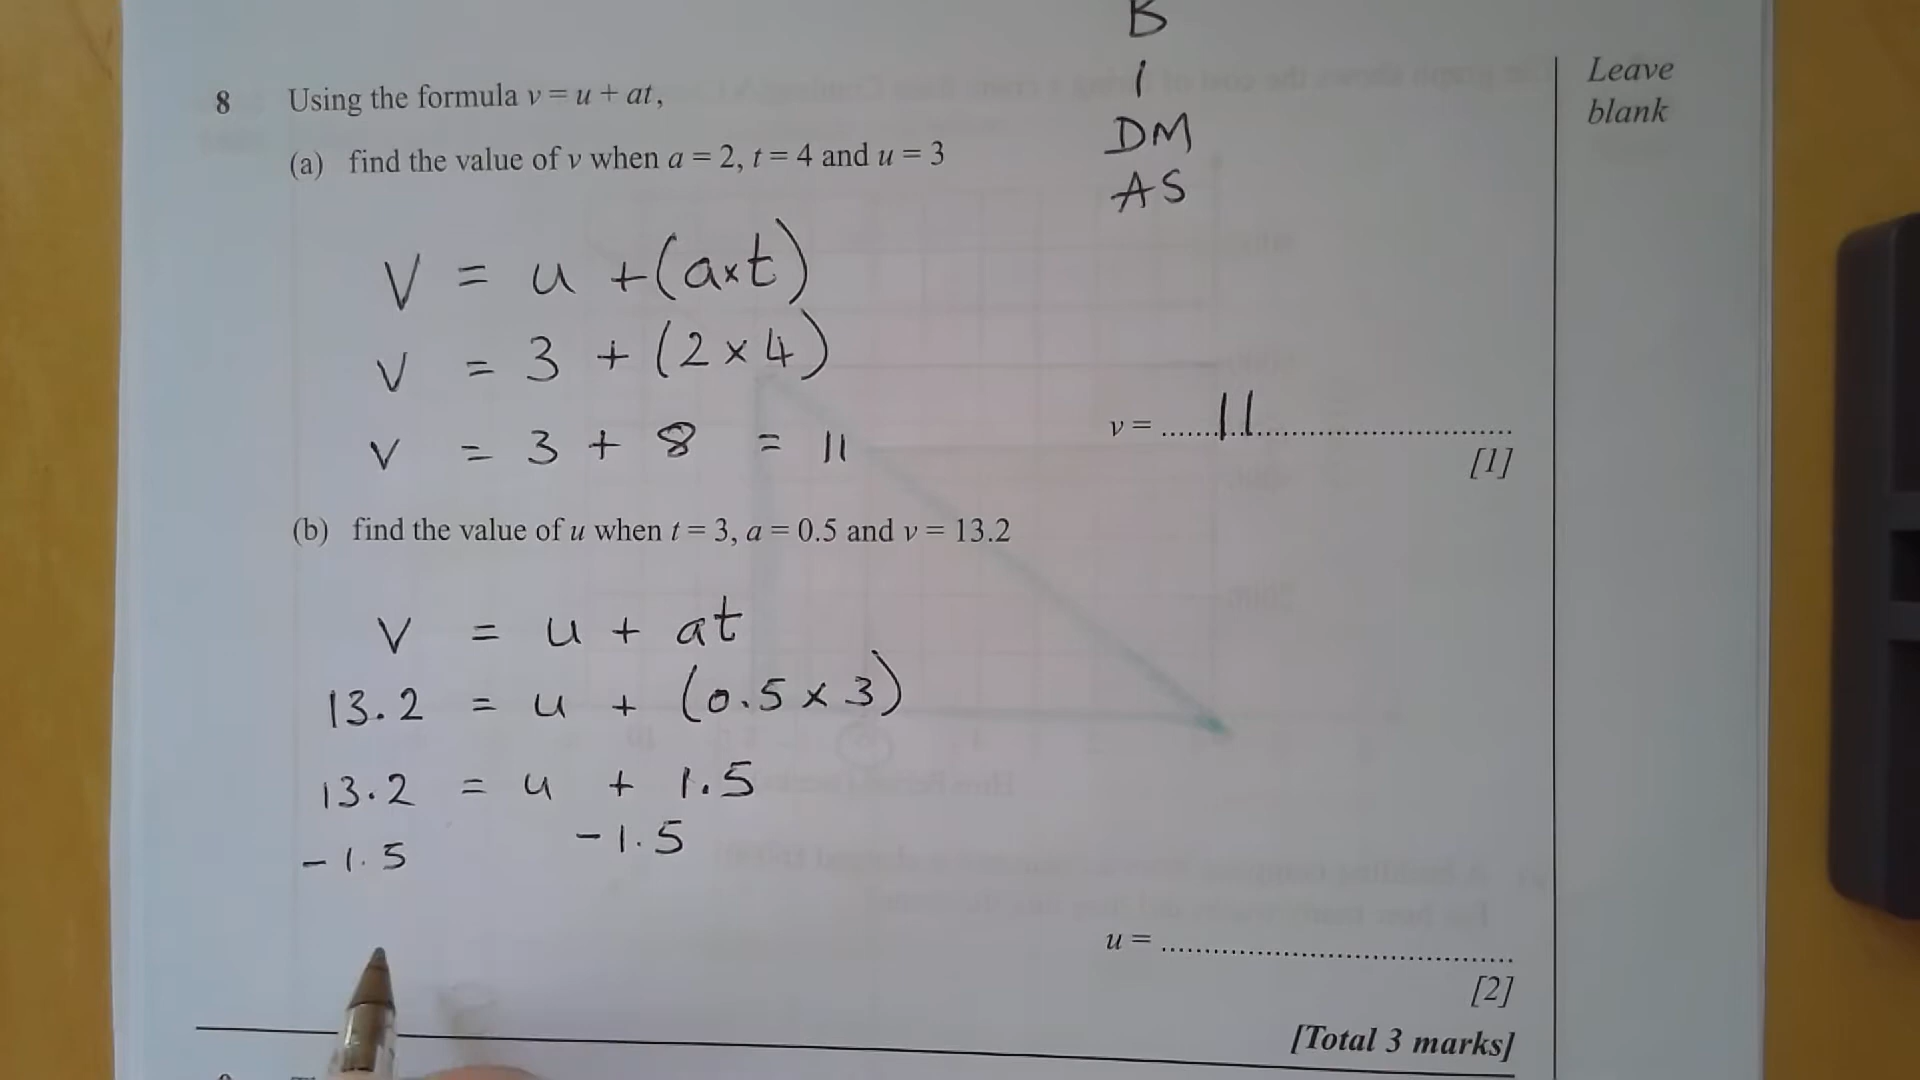 B
I
DM
AS
Leave
blank
8 Using the formula v = u + at,
(a) find the value of v when a = 2, t = 4 and u = 3
V = u + (a×t)
V = 3 + (2 × 4)
V = 3 + 8 = 11
v = ....11....
[1]
(b) find the value of u when t = 3, a = 0.5 and v = 13.2
V = u + at
13.2 = u + (0.5 × 3)
13.2 = u + 1.5
- 1.5 - 1.5
u = ....
[2]
[Total 3 marks]